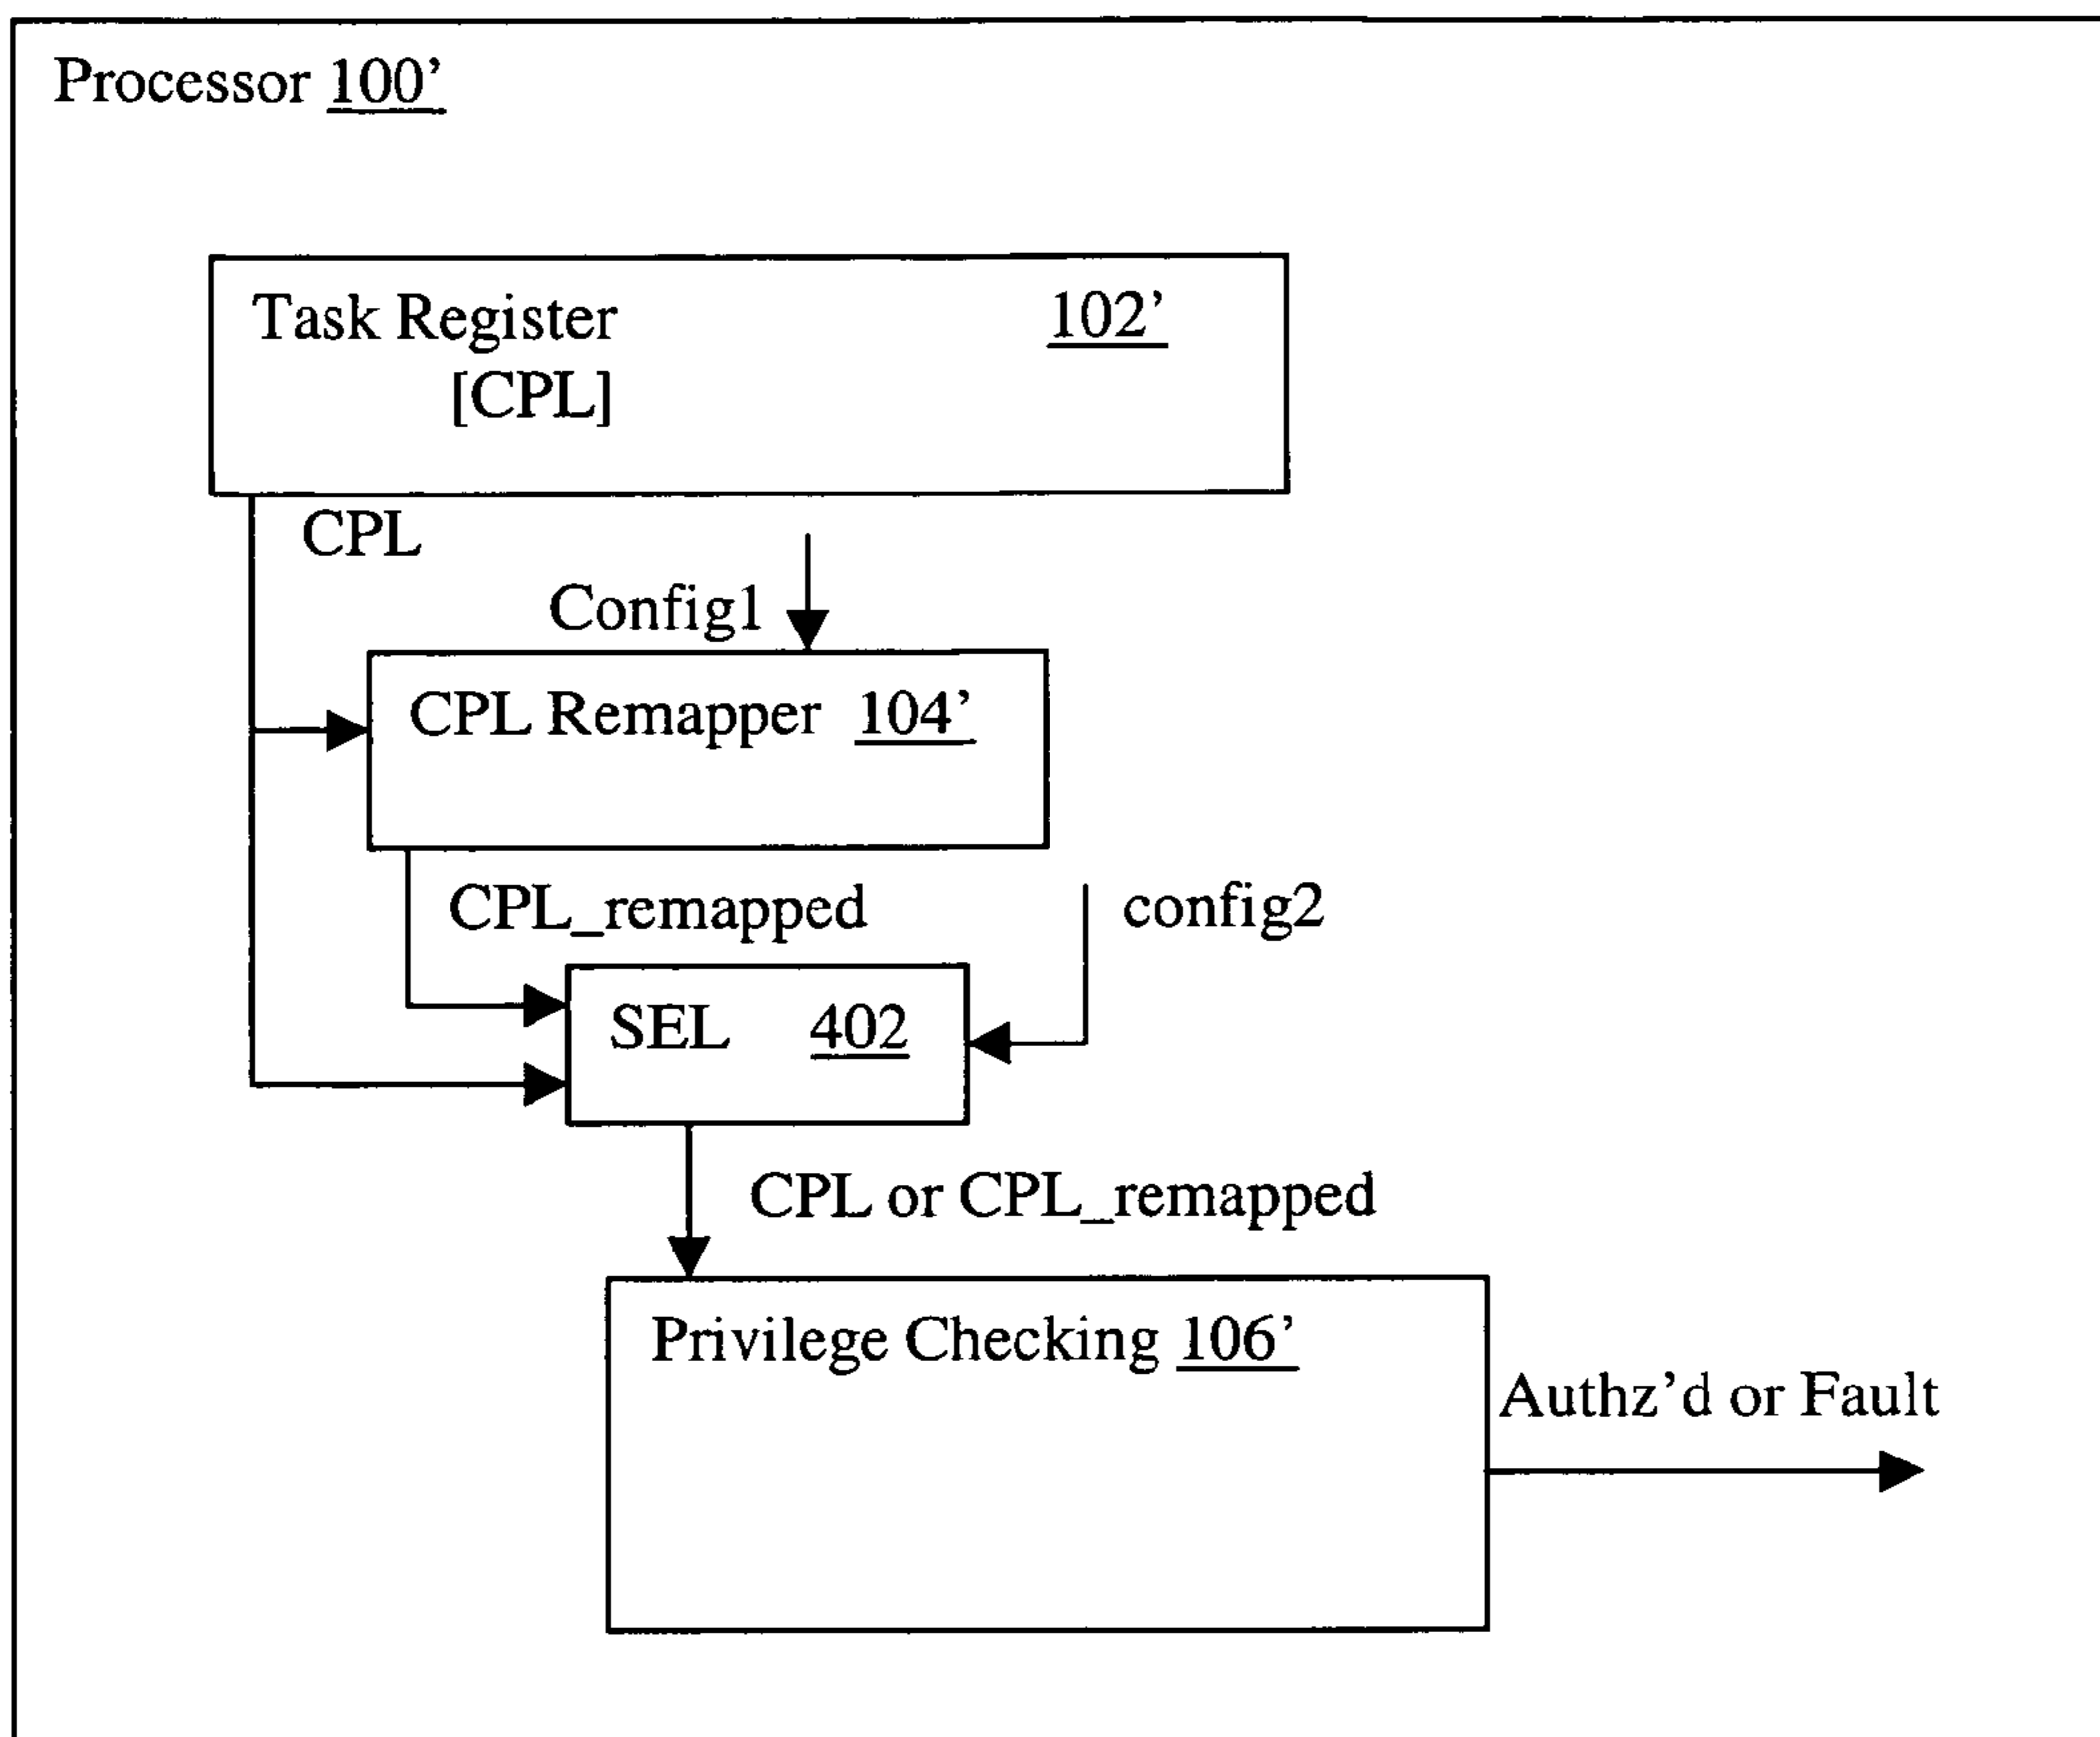 Processor 100’
Task Register 102’
[CPL]
CPL
Config1
CPL Remapper 104’
CPL_remapped
config2
SEL 402
CPL or CPL_remapped
Privilege Checking 106’
Authz’d or Fault